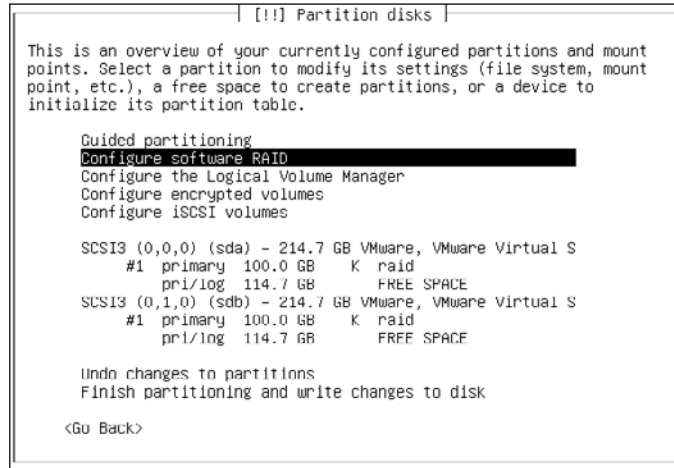 [!!] Partition disks
This is an overview of your currently configured partitions and mount
points. Select a partition to modify its settings (file system, mount
point, etc.), a free space to create partitions, or a device to
initialize its partition table.
Guided partitioning
Configure software RAID
Configure the Logical Volume Manager
Configure encrypted volumes
Configure iSCSI volumes
SCSI3 (0,0,0) (sda) - 214.7 GB VMware, VMware Virtual S
#1 primary 100.0 GB K raid
pri/log 114.7 GB FREE SPACE
SCSI3 (0,1,0) (sdb) - 214.7 GB VMware, VMware Virtual S
#1 primary 100.0 GB K raid
pri/log 114.7 GB FREE SPACE
Undo changes to partitions
Finish partitioning and write changes to disk
<Go Back>